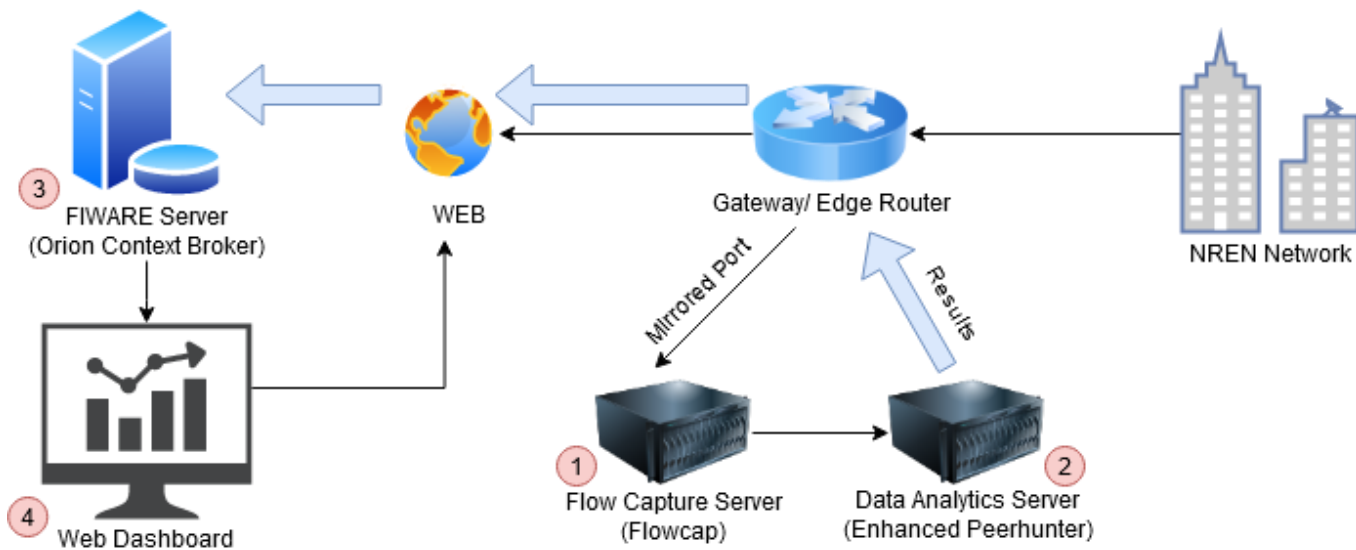 3
FIWARE Server
(Orion Context Broker)
WEB
Gateway/ Edge Router
NREN Network
Mirrored Port
Results
1
Flow Capture Server
(Flowcap)
2
Data Analytics Server
(Enhanced Peerhunter)
4
Web Dashboard